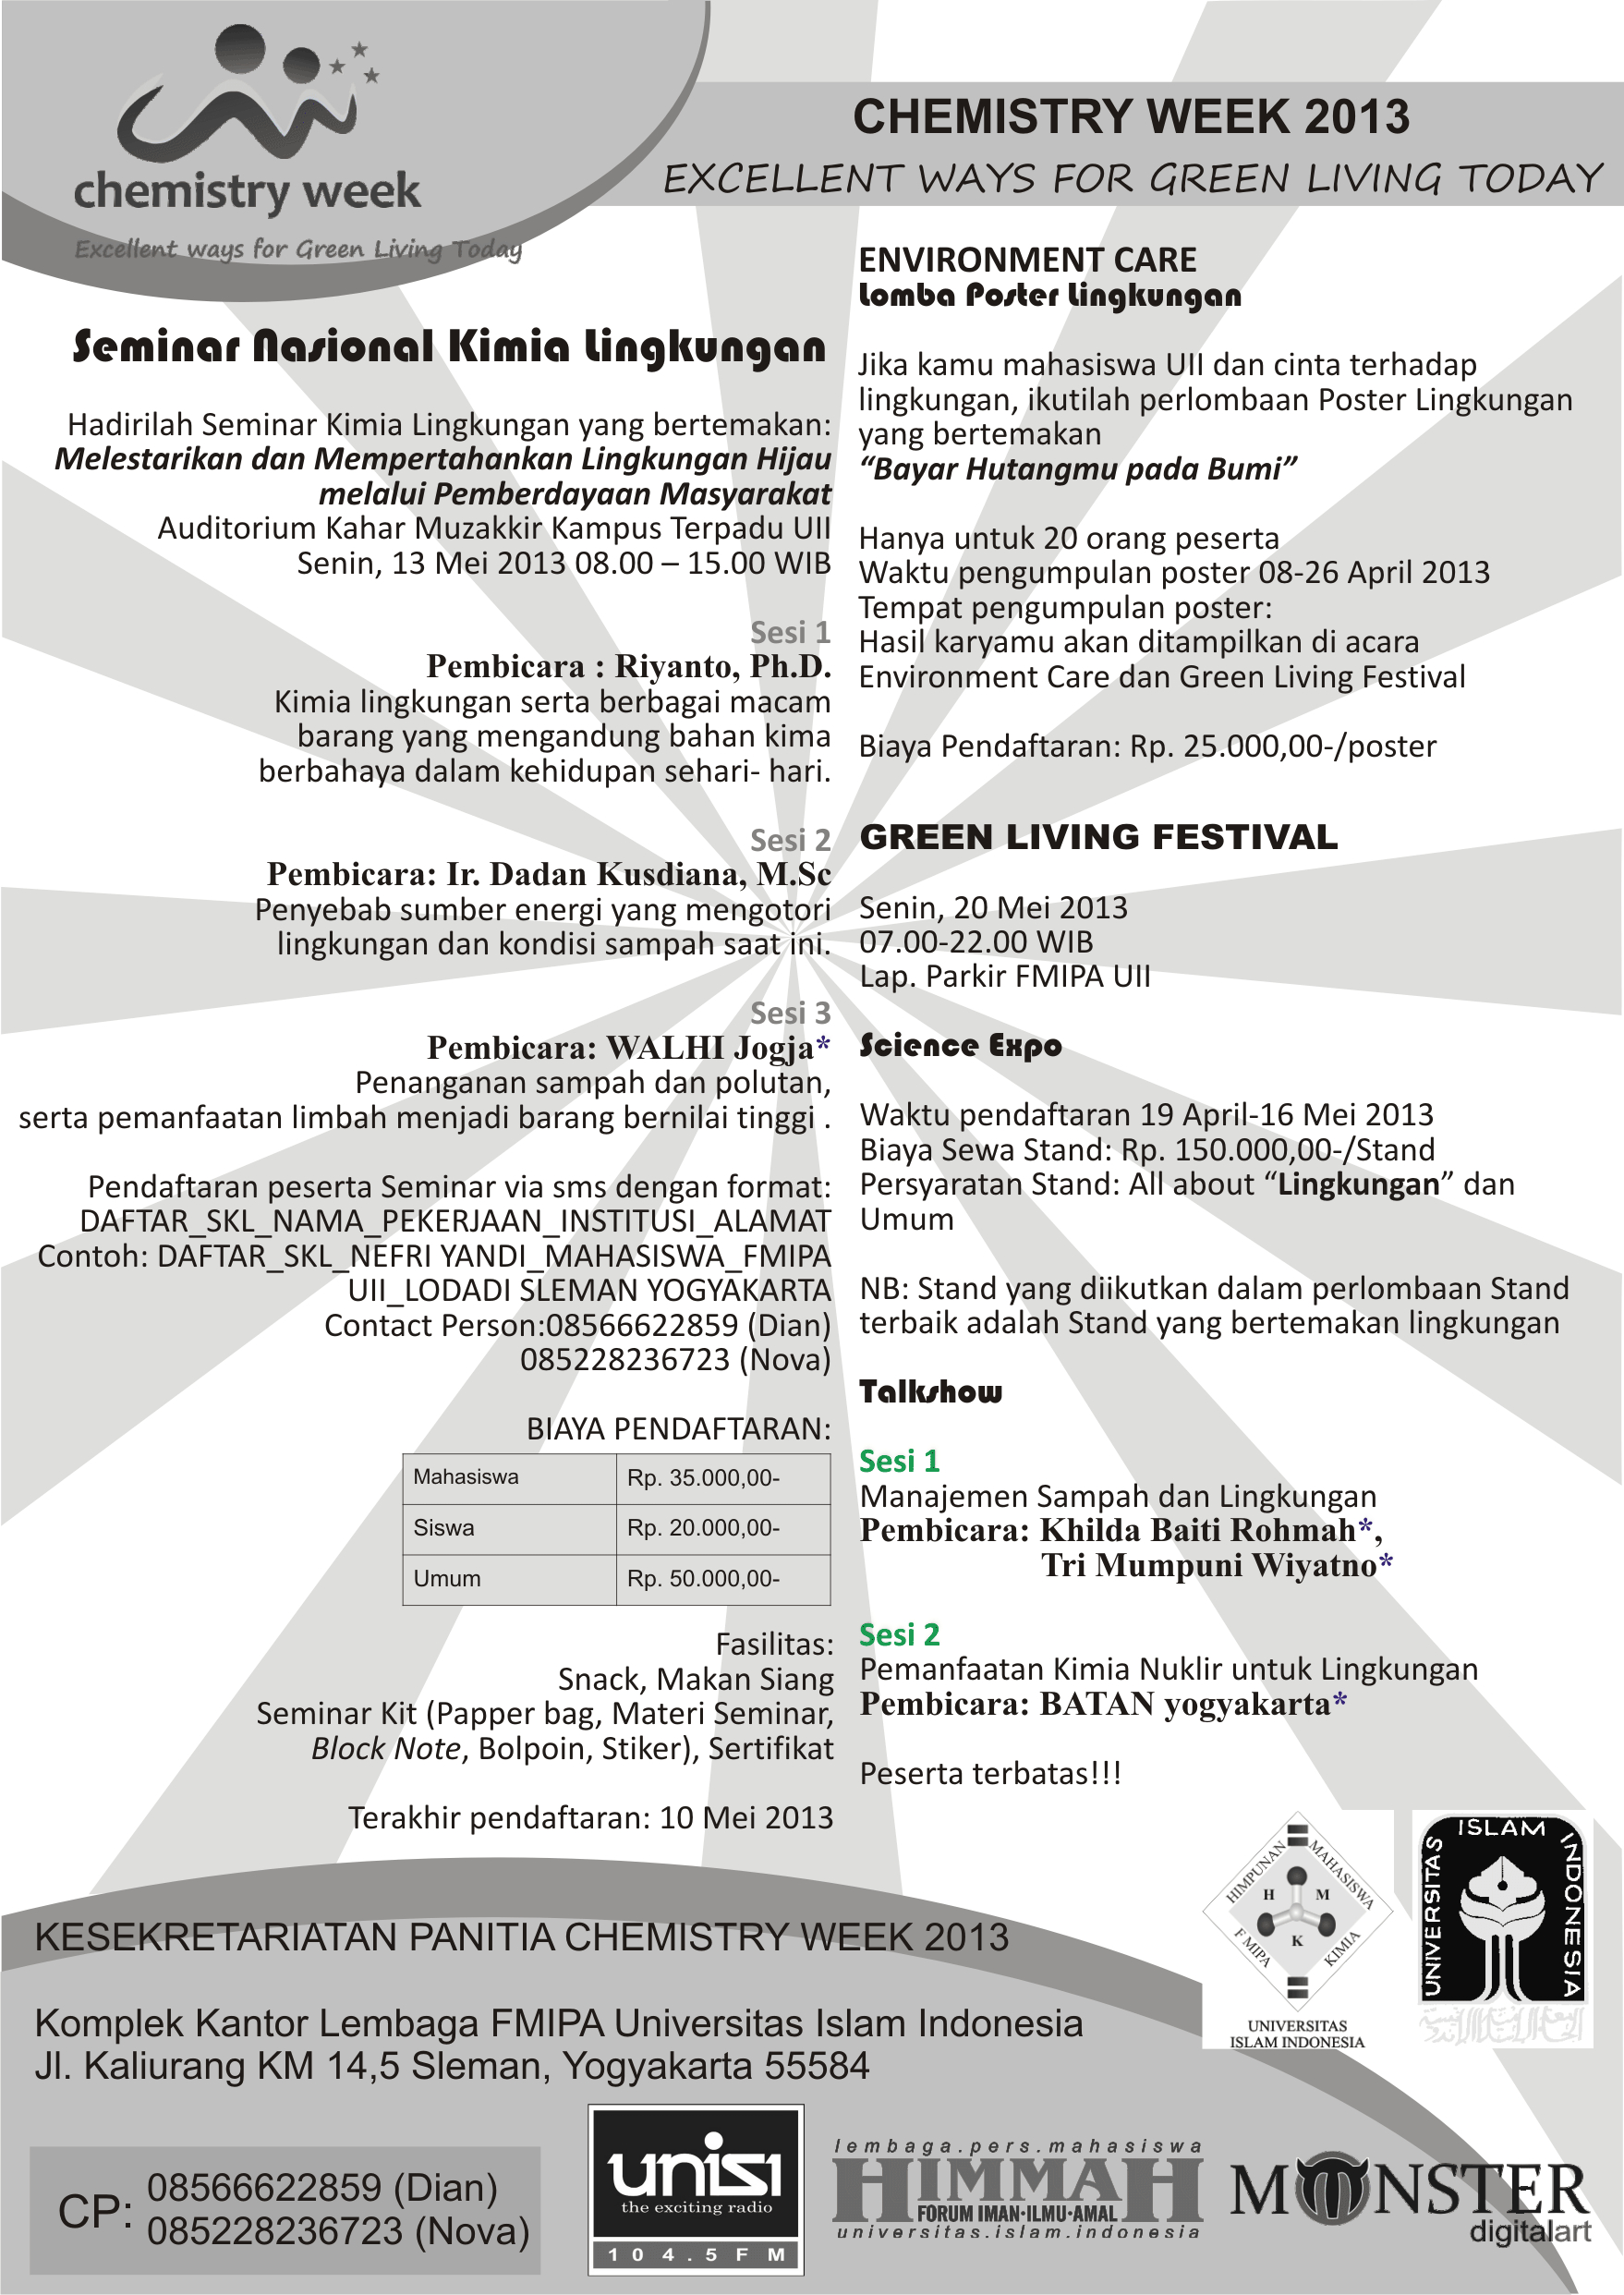 chemistry week
Excellent ways for Green Living Today
CHEMISTRY WEEK 2013
EXCELLENT WAYS FOR GREEN LIVING TODAY
Seminar Nasional Kimia Lingkungan
Hadirilah Seminar Kimia Lingkungan yang bertemakan:
Melestarikan dan Mempertahankan Lingkungan Hijau
melalui Pemberdayaan Masyarakat
Auditorium Kahar Muzakkir Kampus Terpadu UII
Senin, 13 Mei 2013 08.00 – 15.00 WIB
Sesi 1
Pembicara : Riyanto, Ph.D.
Kimia lingkungan serta berbagai macam
barang yang mengandung bahan kima
berbahaya dalam kehidupan sehari- hari.
Sesi 2
Pembicara: Ir. Dadan Kusdiana, M.Sc
Penyebab sumber energi yang mengotori
lingkungan dan kondisi sampah saat ini.
Sesi 3
Pembicara: WALHI Jogja*
Penanganan sampah dan polutan,
serta pemanfaatan limbah menjadi barang bernilai tinggi .
Pendaftaran peserta Seminar via sms dengan format:
DAFTAR_SKL_NAMA_PEKERJAAN_INSTITUSI_ALAMAT
Contoh: DAFTAR_SKL_NEFRI YANDI_MAHASISWA_FMIPA
UII_LODADI SLEMAN YOGYAKARTA
Contact Person:08566622859 (Dian)
085228236723 (Nova)
BIAYA PENDAFTARAN:
Mahasiswa Rp. 35.000,00-
Siswa Rp. 20.000,00-
Umum Rp. 50.000,00-
Fasilitas:
Snack, Makan Siang
Seminar Kit (Papper bag, Materi Seminar,
Block Note, Bolpoin, Stiker), Sertifikat
Terakhir pendaftaran: 10 Mei 2013
ENVIRONMENT CARE
Lomba Poster Lingkungan
Jika kamu mahasiswa UII dan cinta terhadap
lingkungan, ikutilah perlombaan Poster Lingkungan
yang bertemakan
“Bayar Hutangmu pada Bumi”
Hanya untuk 20 orang peserta
Waktu pengumpulan poster 08-26 April 2013
Tempat pengumpulan poster:
Hasil karyamu akan ditampilkan di acara
Environment Care dan Green Living Festival
Biaya Pendaftaran: Rp. 25.000,00-/poster
GREEN LIVING FESTIVAL
Senin, 20 Mei 2013
07.00-22.00 WIB
Lap. Parkir FMIPA UII
Science Expo
Waktu pendaftaran 19 April-16 Mei 2013
Biaya Sewa Stand: Rp. 150.000,00-/Stand
Persyaratan Stand: All about “Lingkungan” dan
Umum
NB: Stand yang diikutkan dalam perlombaan Stand
terbaik adalah Stand yang bertemakan lingkungan
Talkshow
Sesi 1
Manajemen Sampah dan Lingkungan
Pembicara: Khilda Baiti Rohmah*,
Tri Mumpuni Wiyatno*
Sesi 2
Pemanfaatan Kimia Nuklir untuk Lingkungan
Pembicara: BATAN yogyakarta*
Peserta terbatas!!!
HIMPUNAN MAHASISWA
H M
K
F MIPA KIMIA
UNIVERSITAS
ISLAM INDONESIA
UNIVERSITAS ISLAM INDONESIA
KESEKRETARIATAN PANITIA CHEMISTRY WEEK 2013
Komplek Kantor Lembaga FMIPA Universitas Islam Indonesia
Jl. Kaliurang KM 14,5 Sleman, Yogyakarta 55584
CP: 08566622859 (Dian)
085228236723 (Nova)
unisi
the exciting radio
104.5 FM
lembaga.pers.mahasiswa
HIMMAH
FORUM IMAN·ILMU·AMAL
universitas.islam.indonesia
MONSTER
digitalart